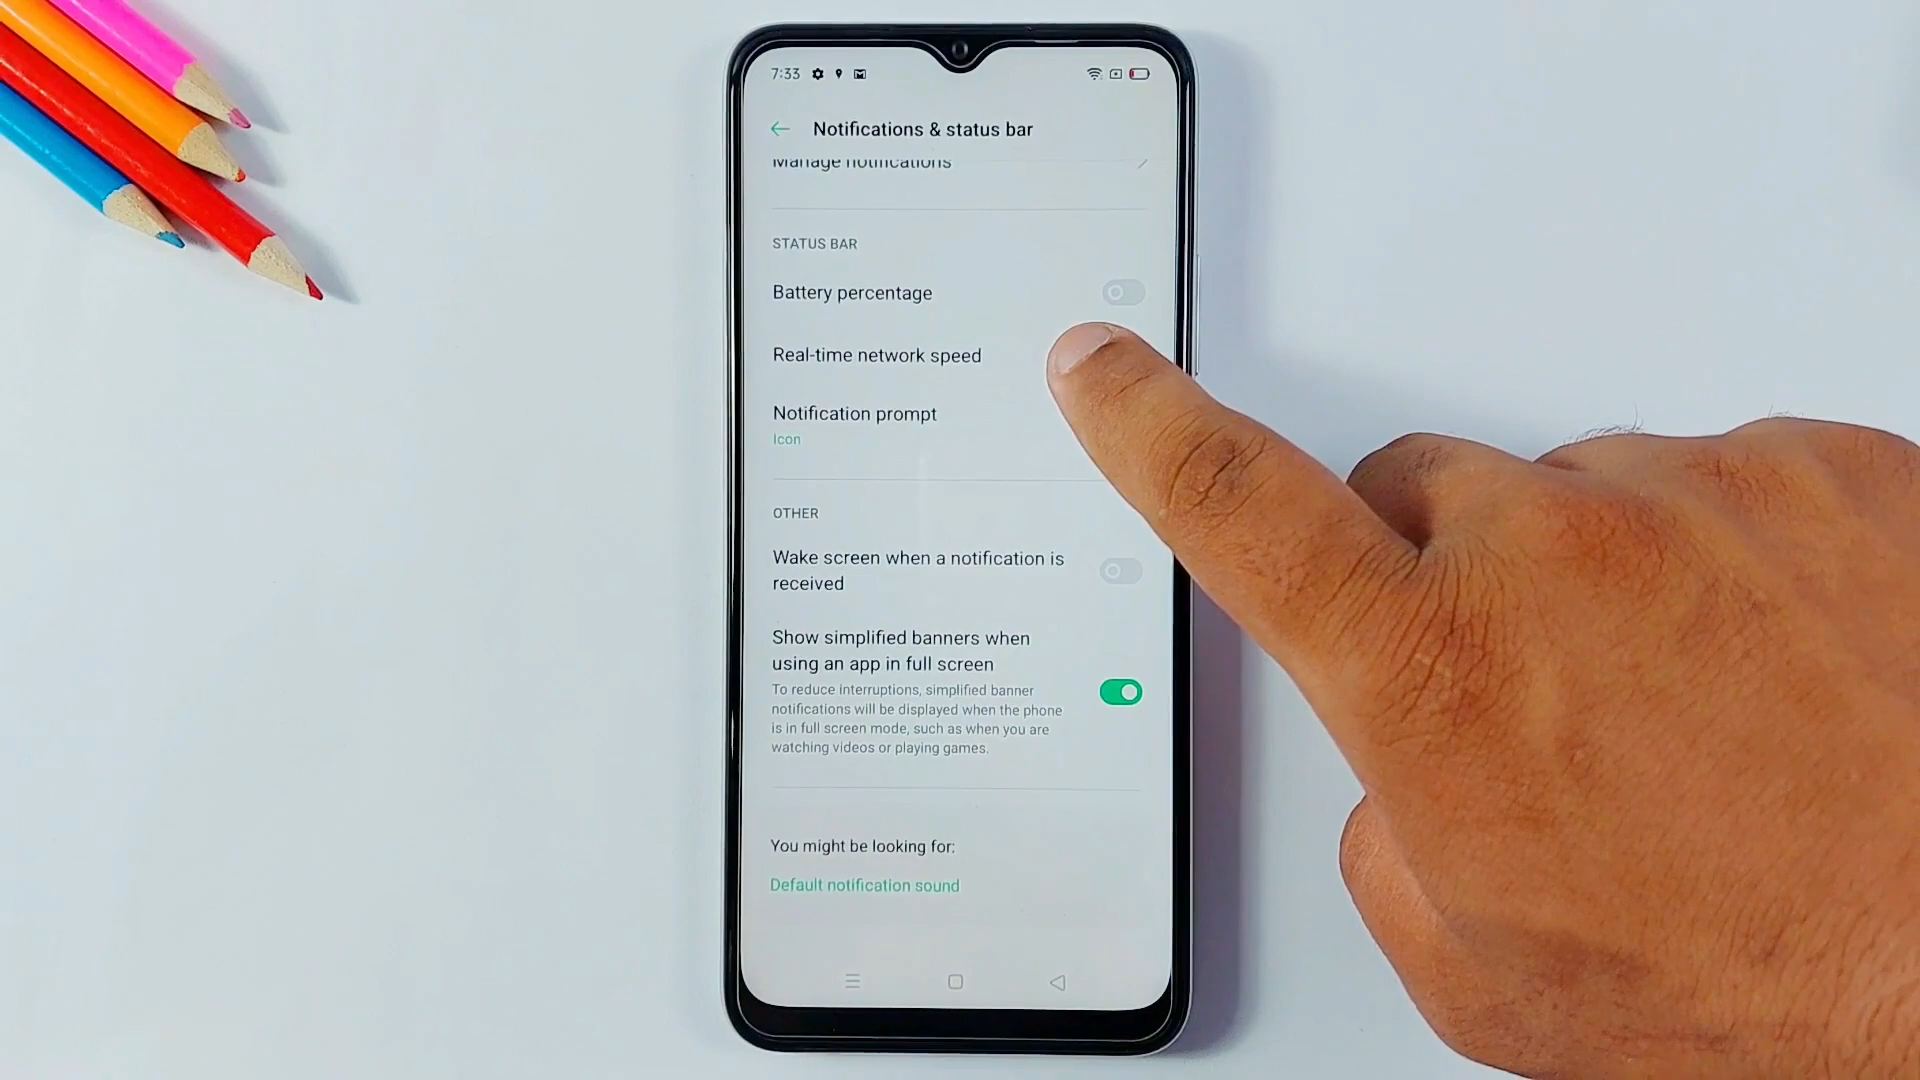 7:33
Notifications & status bar
Manage notifications
STATUS BAR
Battery percentage
Real-time network speed
Notification prompt
Icon
OTHER
Wake screen when a notification is
received
Show simplified banners when
using an app in full screen
To reduce interruptions, simplified banner
notifications will be displayed when the phone
is in full screen mode, such as when you are
watching videos or playing games.
You might be looking for:
Default notification sound